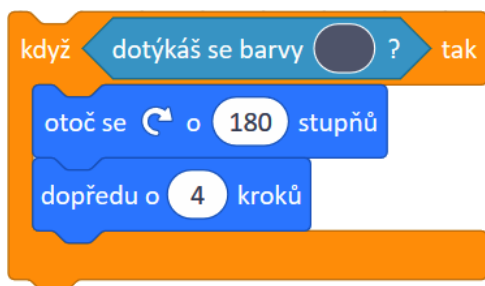 když dotýkáš se barvy ? tak
otoč se o 180 stupňů
dopředu o 4 kroků